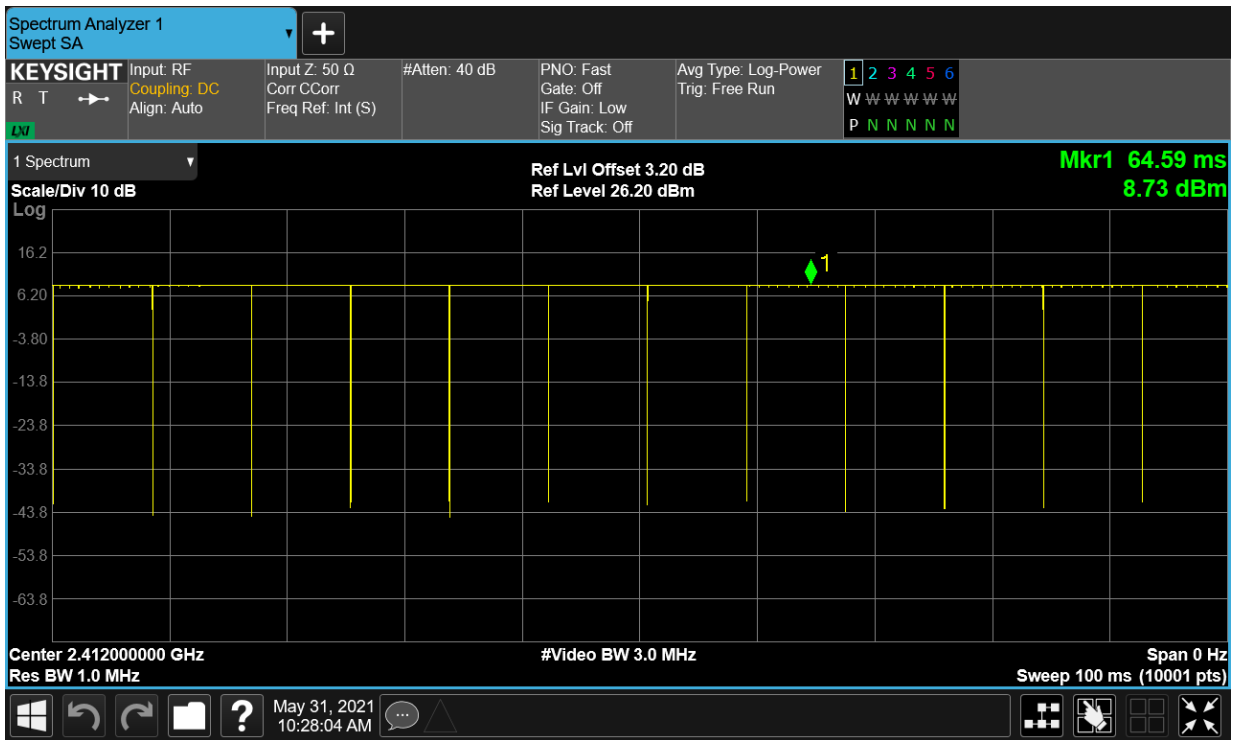 Spectrum Analyzer 1
Swept SA
▼
+
KEYSIGHT
R T
LXI
Input: RF
Coupling: DC
Align: Auto
Input Z: 50 Ω
Corr CCorr
Freq Ref: Int (S)
#Atten: 40 dB
PNO: Fast
Gate: Off
IF Gain: Low
Sig Track: Off
Avg Type: Log-Power
Trig: Free Run
1 2 3 4 5 6
W W W W W W
P N N N N N
1 Spectrum ▼
Scale/Div 10 dB
Log
Ref Lvl Offset 3.20 dB
Ref Level 26.20 dBm
Mkr1 64.59 ms
8.73 dBm
16.2
6.20
-3.80
-13.8
-23.8
-33.8
-43.8
-53.8
-63.8
1
Center 2.412000000 GHz
Res BW 1.0 MHz
#Video BW 3.0 MHz
Span 0 Hz
Sweep 100 ms (10001 pts)
?
May 31, 2021
10:28:04 AM